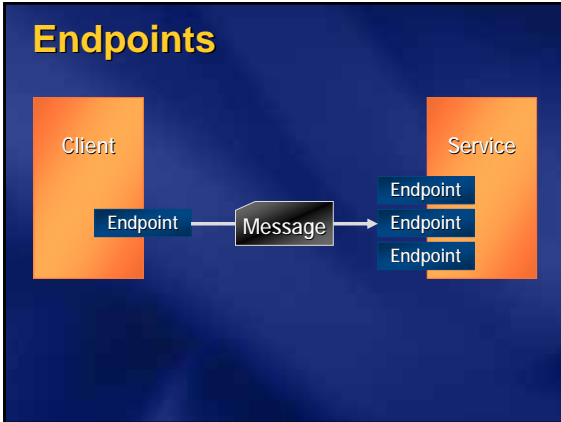 Endpoints
Client
Service
Endpoint
Endpoint
Message
Endpoint
Endpoint